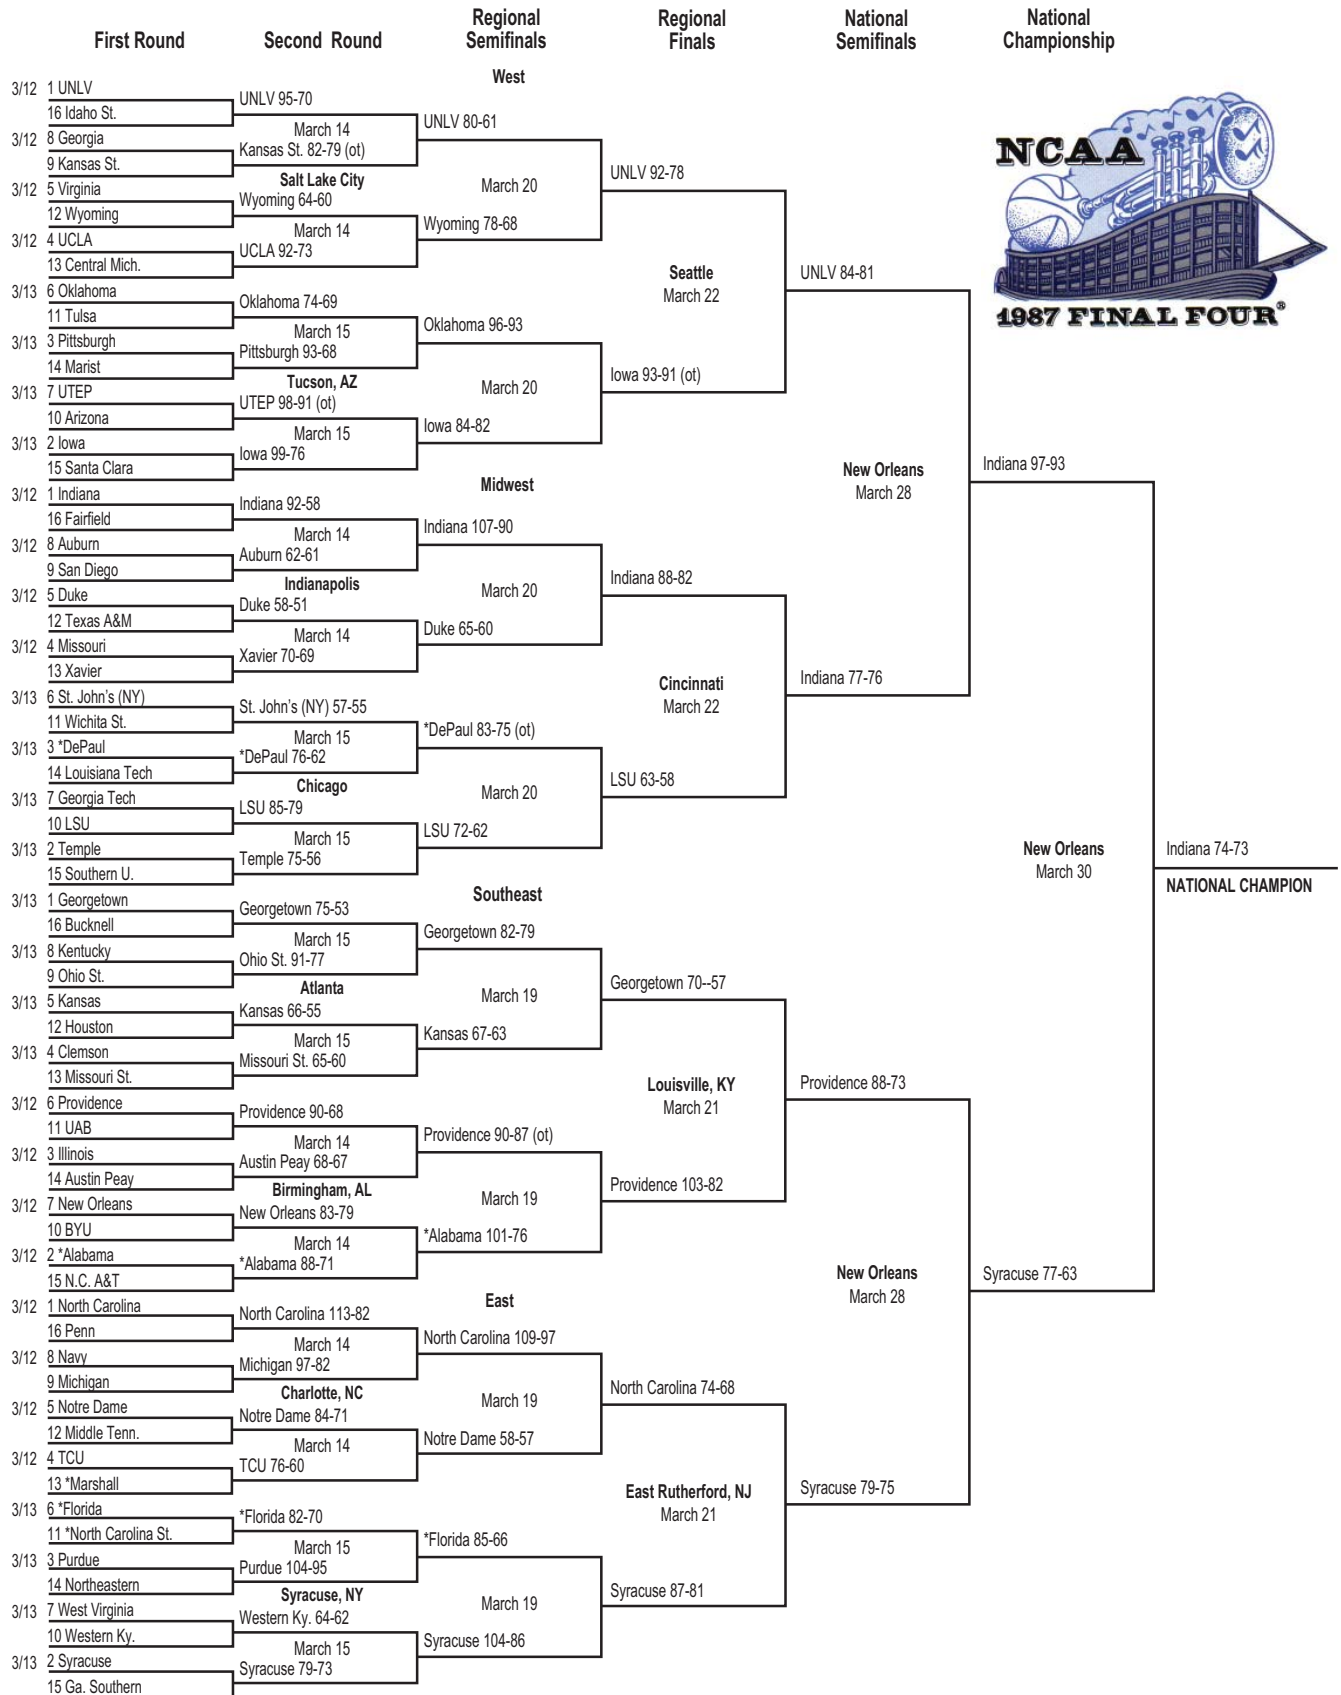 First Round
Second Round
Regional
Semifinals
Regional
Finals
National
Semifinals
National
Championship
NCAA
1987 FINAL FOUR®
West
3/12 1 UNLV
16 Idaho St.
3/12 8 Georgia
9 Kansas St.
3/12 5 Virginia
12 Wyoming
3/12 4 UCLA
13 Central Mich.
3/13 6 Oklahoma
11 Tulsa
3/13 3 Pittsburgh
14 Marist
3/13 7 UTEP
10 Arizona
3/13 2 Iowa
15 Santa Clara
UNLV 95-70
March 14
Kansas St. 82-79 (ot)
Salt Lake City
Wyoming 64-60
March 14
UCLA 92-73
Oklahoma 74-69
March 15
Pittsburgh 93-68
Tucson, AZ
UTEP 98-91 (ot)
March 15
Iowa 99-76
UNLV 80-61
March 20
Wyoming 78-68
Oklahoma 96-93
March 20
Iowa 84-82
UNLV 92-78
Seattle
March 22
Iowa 93-91 (ot)
UNLV 84-81
Midwest
3/12 1 Indiana
16 Fairfield
3/12 8 Auburn
9 San Diego
3/12 5 Duke
12 Texas A&M
3/12 4 Missouri
13 Xavier
3/13 6 St. John's (NY)
11 Wichita St.
3/13 3 *DePaul
14 Louisiana Tech
3/13 7 Georgia Tech
10 LSU
3/13 2 Temple
15 Southern U.
Indiana 92-58
March 14
Auburn 62-61
Indianapolis
Duke 58-51
March 14
Xavier 70-69
St. John's (NY) 57-55
March 15
*DePaul 76-62
Chicago
LSU 85-79
March 15
Temple 75-56
Indiana 107-90
March 20
Duke 65-60
*DePaul 83-75 (ot)
March 20
LSU 72-62
Indiana 88-82
Cincinnati
March 22
LSU 63-58
Indiana 77-76
New Orleans
March 28
Indiana 97-93
Southeast
3/13 1 Georgetown
16 Bucknell
3/13 8 Kentucky
9 Ohio St.
3/13 5 Kansas
12 Houston
3/13 4 Clemson
13 Missouri St.
3/12 6 Providence
11 UAB
3/12 3 Illinois
14 Austin Peay
3/12 7 New Orleans
10 BYU
3/12 2 *Alabama
15 N.C. A&T
Georgetown 75-53
March 15
Ohio St. 91-77
Atlanta
Kansas 66-55
March 15
Missouri St. 65-60
Providence 90-68
March 14
Austin Peay 68-67
Birmingham, AL
New Orleans 83-79
March 14
*Alabama 88-71
Georgetown 82-79
March 19
Kansas 67-63
Providence 90-87 (ot)
March 19
*Alabama 101-76
Georgetown 70--57
Louisville, KY
March 21
Providence 103-82
Providence 88-73
East
3/12 1 North Carolina
16 Penn
3/12 8 Navy
9 Michigan
3/12 5 Notre Dame
12 Middle Tenn.
3/12 4 TCU
13 *Marshall
3/13 6 *Florida
11 *North Carolina St.
3/13 3 Purdue
14 Northeastern
3/13 7 West Virginia
10 Western Ky.
3/13 2 Syracuse
15 Ga. Southern
North Carolina 113-82
March 14
Michigan 97-82
Charlotte, NC
Notre Dame 84-71
March 14
TCU 76-60
*Florida 82-70
March 15
Purdue 104-95
Syracuse, NY
Western Ky. 64-62
March 15
Syracuse 79-73
North Carolina 109-97
March 19
Notre Dame 58-57
*Florida 85-66
March 19
Syracuse 104-86
North Carolina 74-68
East Rutherford, NJ
March 21
Syracuse 87-81
Syracuse 79-75
New Orleans
March 28
Syracuse 77-63
New Orleans
March 30
Indiana 74-73
NATIONAL CHAMPION